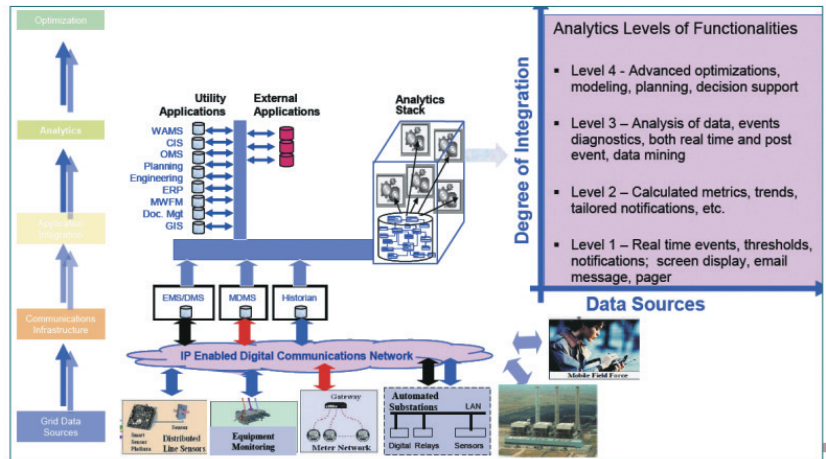 Optimization
Analytics
Application
Integration
Communications
Infrastructure
Grid Data
Sources
Utility
Applications
External
Applications
WAMS
CIS
OMS
Planning
Engineering
ERP
MWFM
Doc. Mgt
GIS
Analytics
Stack
EMS/DMS
MDMS
Historian
IP Enabled Digital Communications Network
Smart
Sensor
Platform
Sensor
Distributed
Line Sensors
Equipment
Monitoring
Gateway
Meter Network
Automated
Substations
LAN
Digital
Relays
Sensors
Mobile Field Force
Degree of Integration
Analytics Levels of Functionalities
▪ Level 4 - Advanced optimizations,
modeling, planning, decision support
▪ Level 3 – Analysis of data, events
diagnostics, both real time and post
event, data mining
▪ Level 2 – Calculated metrics, trends,
tailored notifications, etc.
▪ Level 1 – Real time events, thresholds,
notifications; screen display, email
message, pager
Data Sources